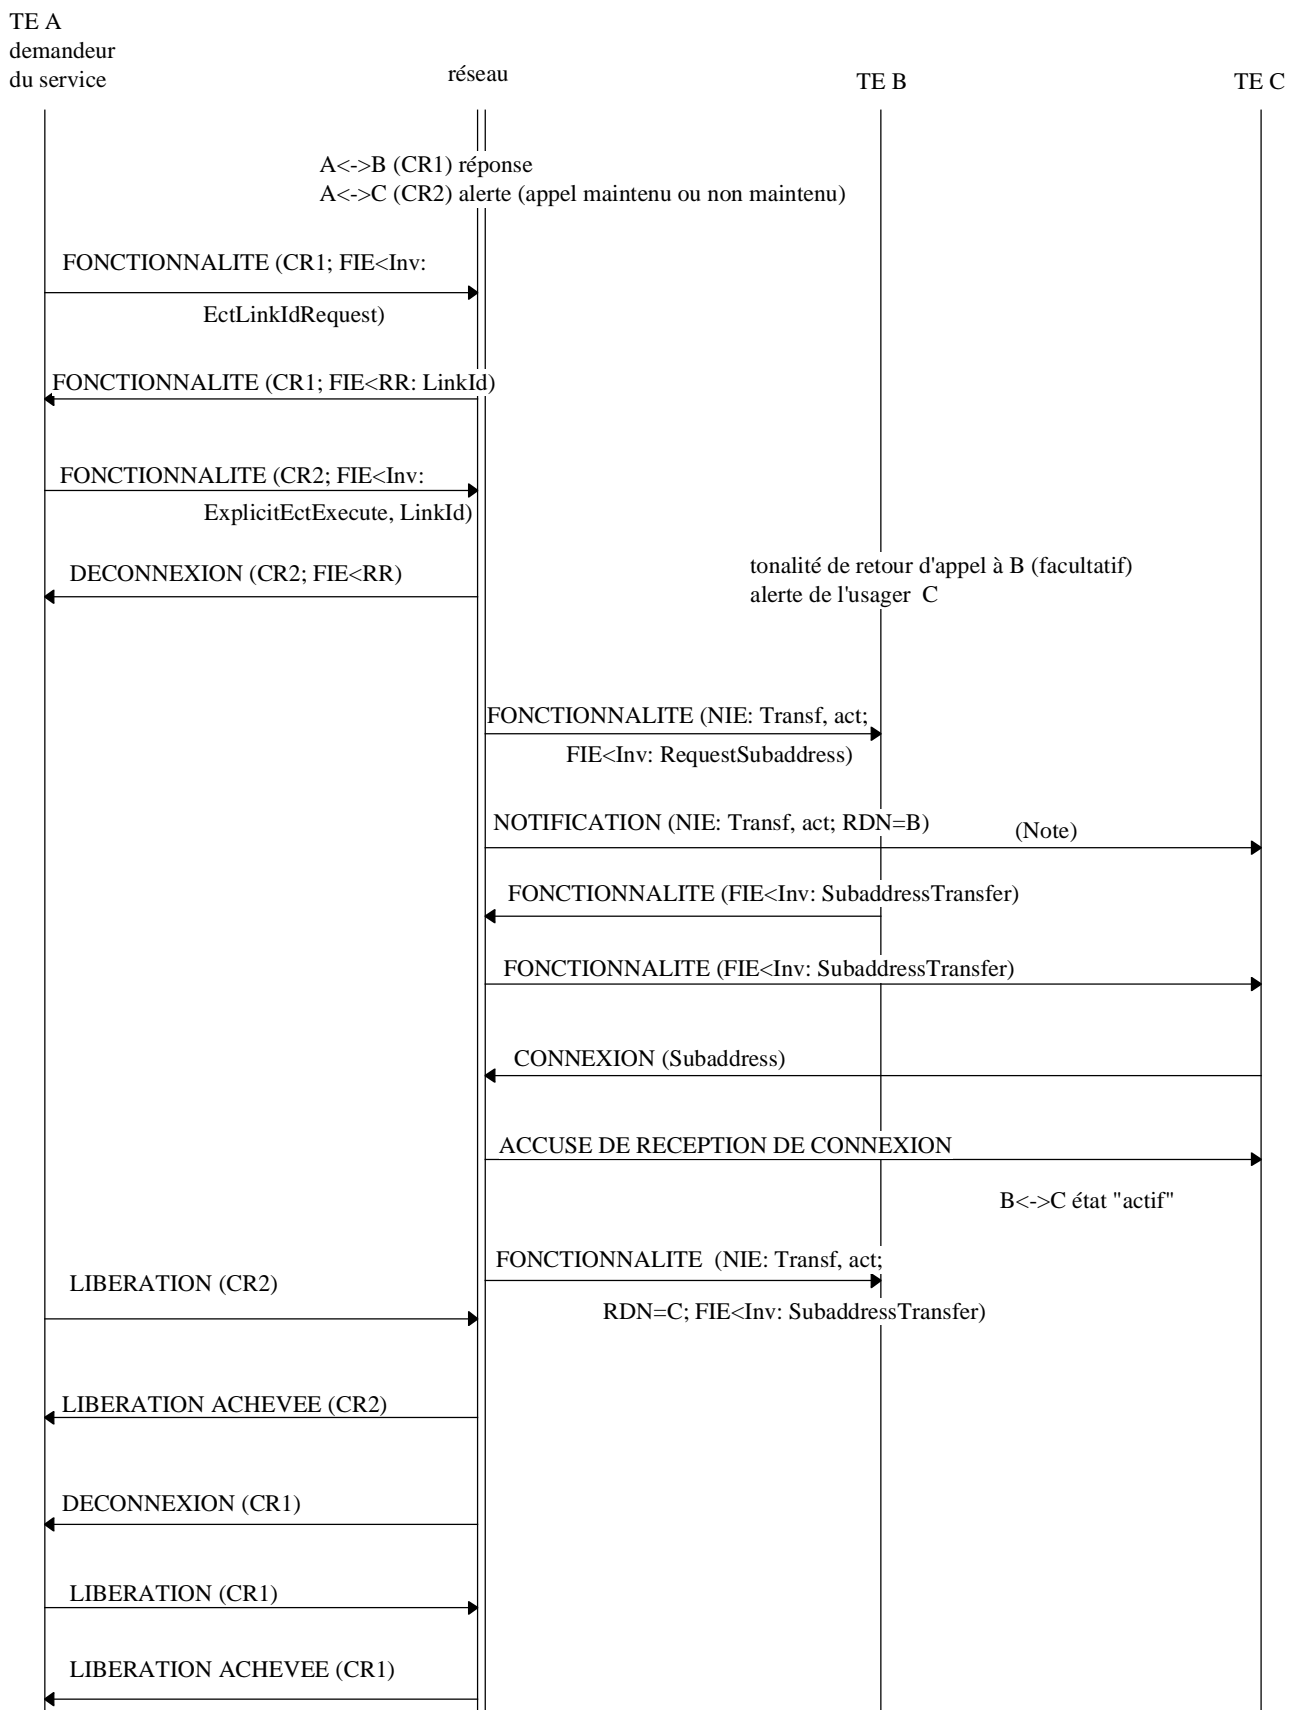 TE A
demandeur
du service
réseau
TE B
TE C
A<->B (CR1) réponse
A<->C (CR2) alerte (appel maintenu ou non maintenu)
FONCTIONNALITE (CR1; FIE<Inv:
EctLinkIdRequest)
FONCTIONNALITE (CR1; FIE<RR: LinkId)
FONCTIONNALITE (CR2; FIE<Inv:
ExplicitEctExecute, LinkId)
DECONNEXION (CR2; FIE<RR)
tonalité de retour d'appel à B (facultatif)
alerte de l'usager C
FONCTIONNALITE (NIE: Transf, act;
FIE<Inv: RequestSubaddress)
NOTIFICATION (NIE: Transf, act; RDN=B)
(Note)
FONCTIONNALITE (FIE<Inv: SubaddressTransfer)
FONCTIONNALITE (FIE<Inv: SubaddressTransfer)
CONNEXION (Subaddress)
ACCUSE DE RECEPTION DE CONNEXION
B<->C état "actif"
FONCTIONNALITE (NIE: Transf, act;
LIBERATION (CR2)
RDN=C; FIE<Inv: SubaddressTransfer)
LIBERATION ACHEVEE (CR2)
DECONNEXION (CR1)
LIBERATION (CR1)
LIBERATION ACHEVEE (CR1)